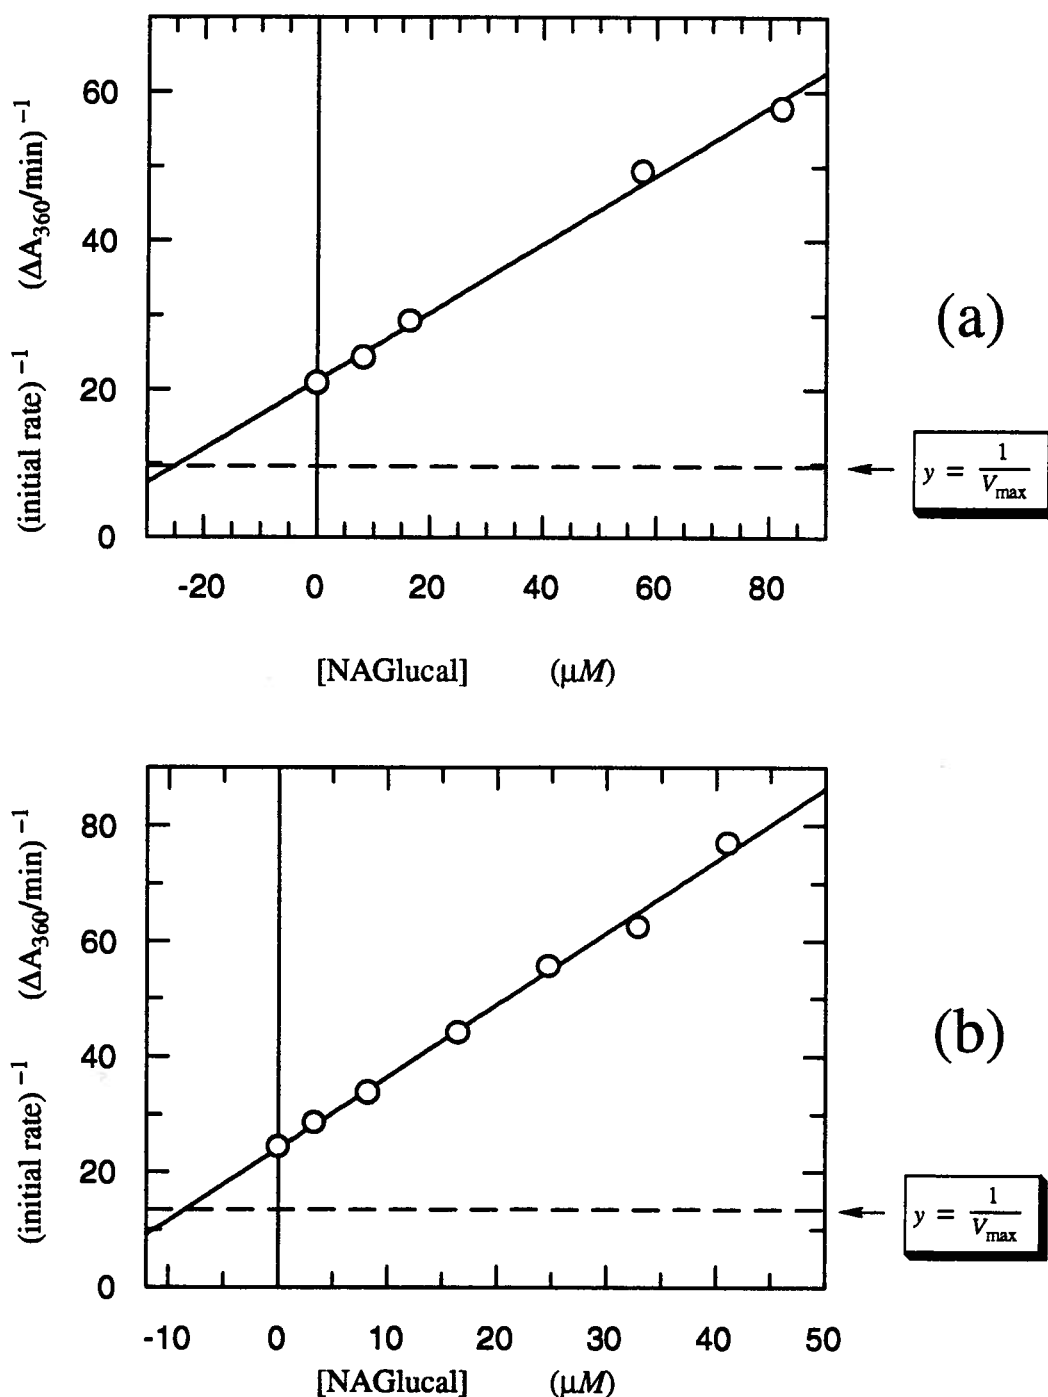 (initial rate)⁻¹ (ΔA₃₆₀/min)⁻¹
60
40
20
0
-20 0 20 40 60 80
[NAGlucal] (μM)
(a)
y = 1/Vmax
(initial rate)⁻¹ (ΔA₃₆₀/min)⁻¹
80
60
40
20
0
-10 0 10 20 30 40 50
[NAGlucal] (μM)
(b)
y = 1/Vmax